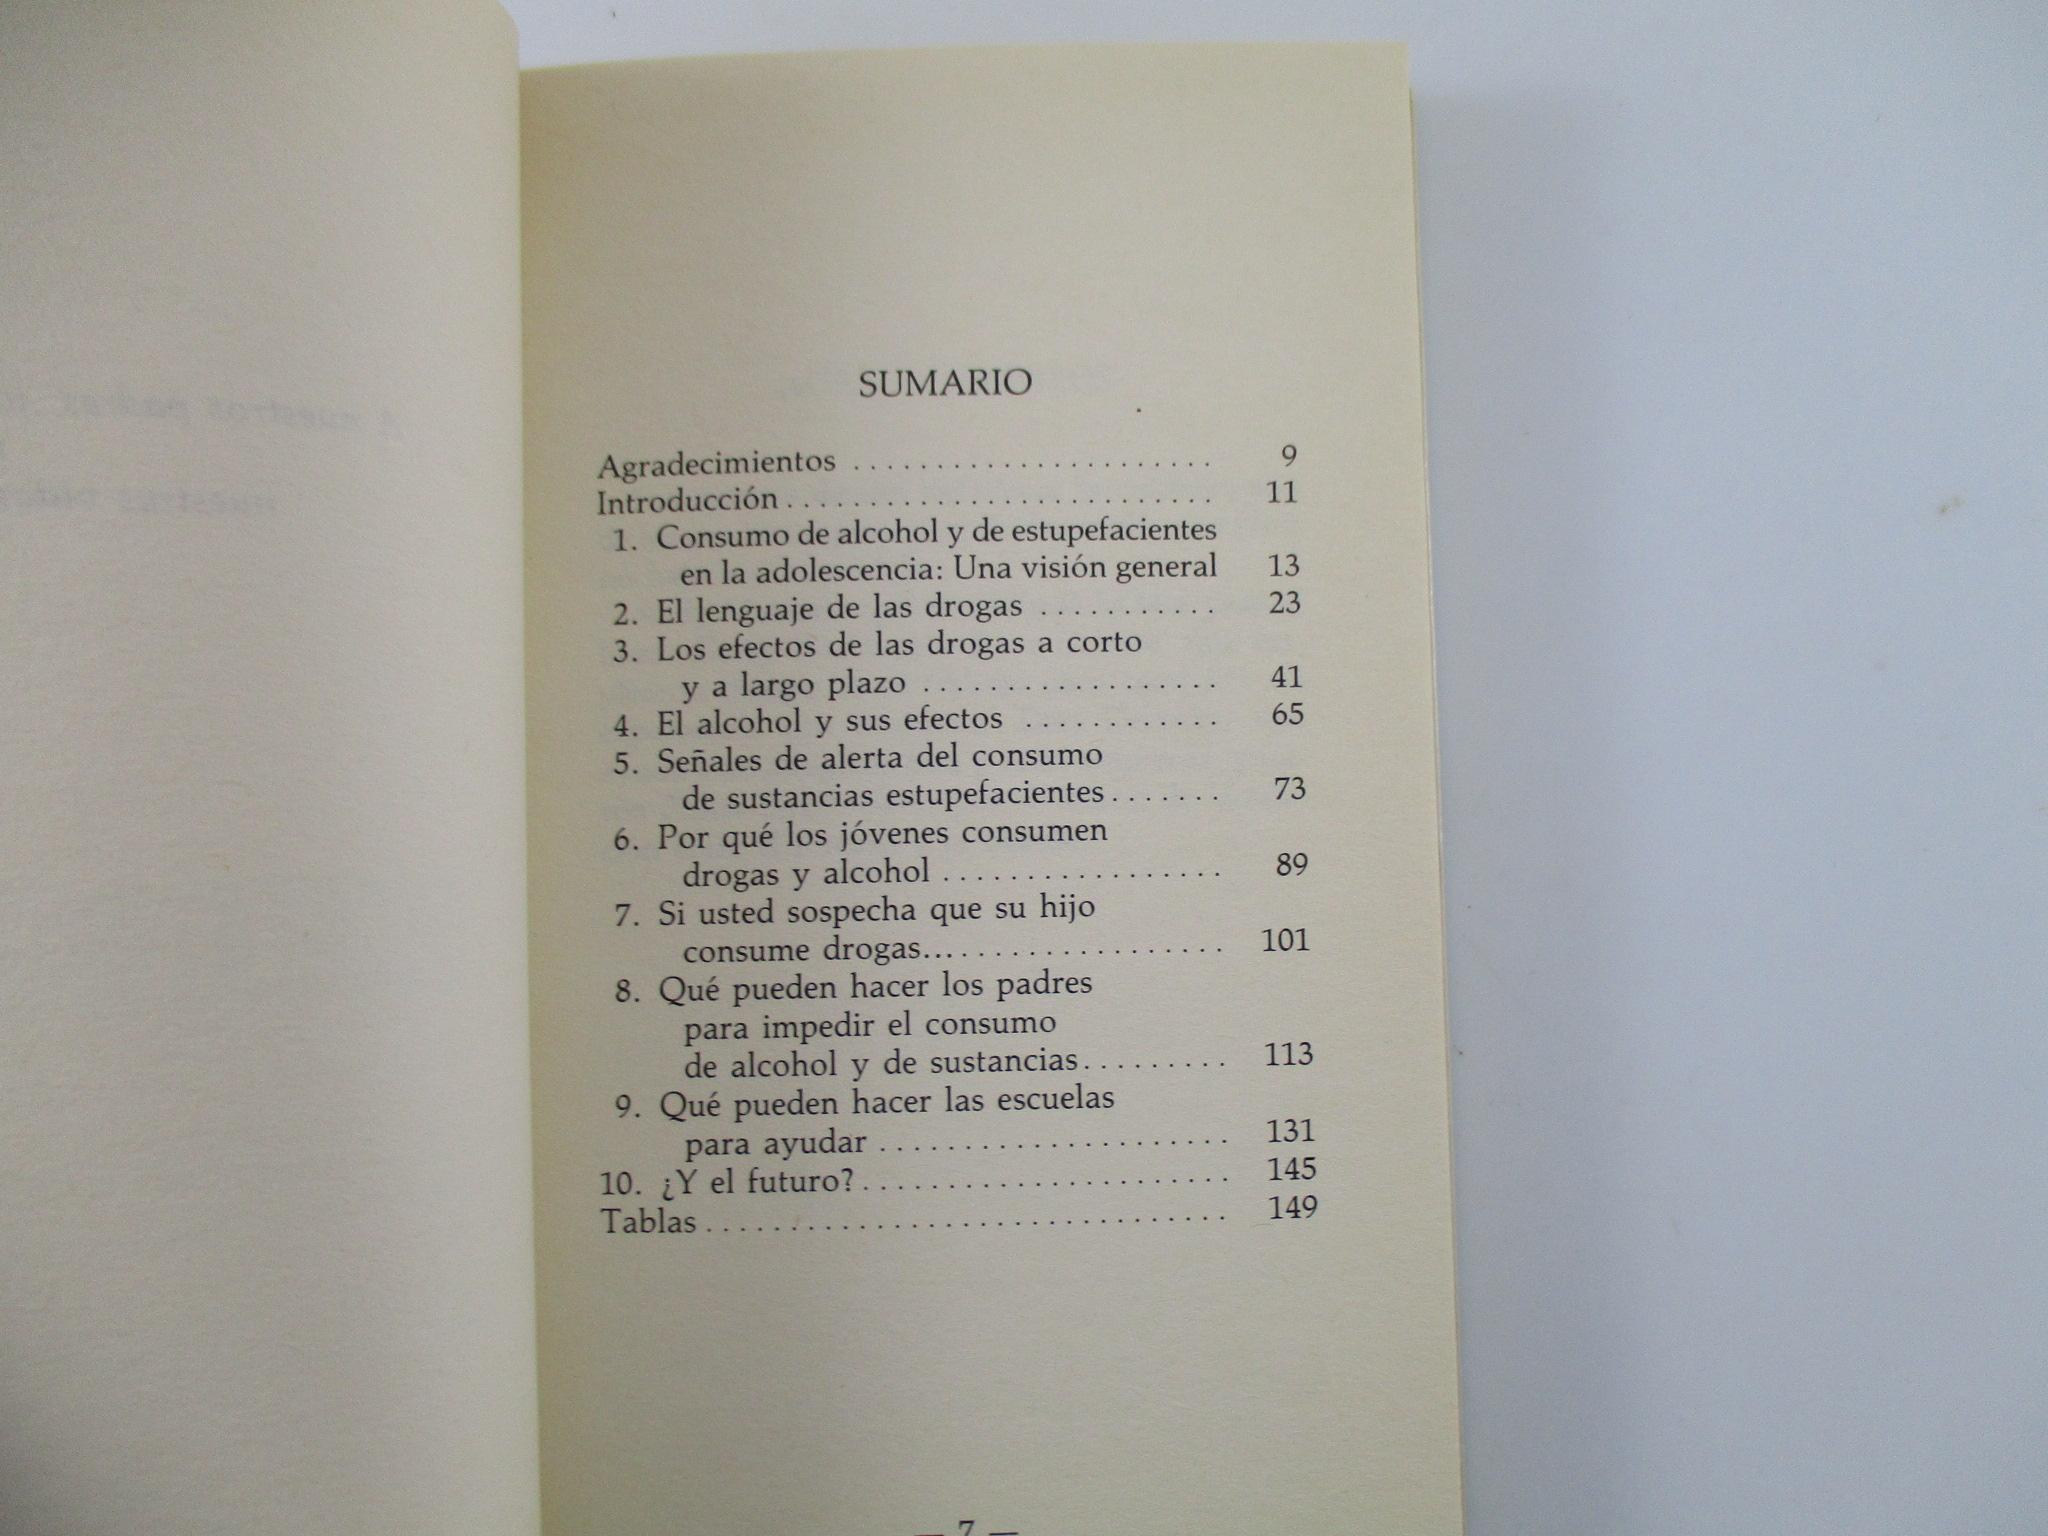 SUMARIO
Agradecimientos ...................... 9
Introducción .......................... 11
1. Consumo de alcohol y de estupefacientes
en la adolescencia: Una visión general 13
2. El lenguaje de las drogas ........... 23
3. Los efectos de las drogas a corto
y a largo plazo .................. 41
4. El alcohol y sus efectos ............ 65
5. Señales de alerta del consumo
de sustancias estupefacientes ....... 73
6. Por qué los jóvenes consumen
drogas y alcohol ................. 89
7. Si usted sospecha que su hijo
consume drogas... ................. 101
8. Qué pueden hacer los padres
para impedir el consumo
de alcohol y de sustancias ......... 113
9. Qué pueden hacer las escuelas
para ayudar ..................... 131
10. ¿Y el futuro? ...................... 145
Tablas ............................... 149
— 7 —